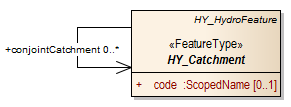 HY_HydroFeature
+conjointCatchment 0..*
«FeatureType»
HY_Catchment
+ code :ScopedName [0..1]